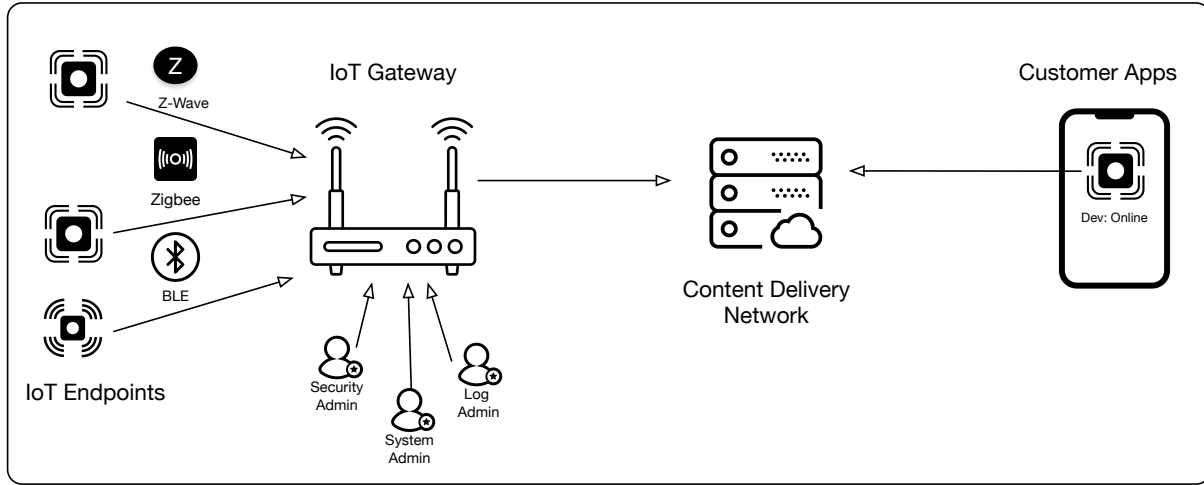 Z
Z-Wave
IoT Gateway
Customer Apps
Zigbee
Dev: Online
BLE
Content Delivery
Network
IoT Endpoints
Security
Admin
System
Admin
Log
Admin